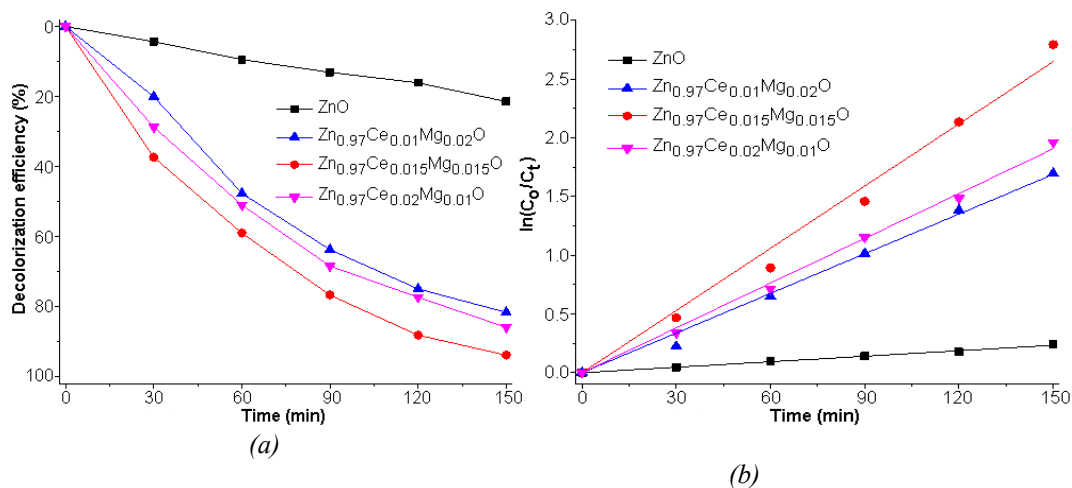 0
20
40
60
80
100
Decolorization efficiency (%)
ZnO
Zn0.97Ce0.01Mg0.02O
Zn0.97Ce0.015Mg0.015O
Zn0.97Ce0.02Mg0.01O
0 30 60 90 120 150
Time (min)
(a)
3.0
2.5
2.0
1.5
1.0
0.5
0.0
ln(Co/Ct)
ZnO
Zn0.97Ce0.01Mg0.02O
Zn0.97Ce0.015Mg0.015O
Zn0.97Ce0.02Mg0.01O
0 30 60 90 120 150
Time (min)
(b)